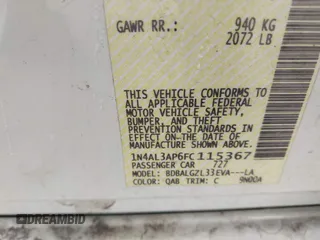 GAWR RR.: 940 KG
2072 LB
THIS VEHICLE CONFORMS TO
ALL APPLICABLE FEDERAL
MOTOR VEHICLE SAFETY,
BUMPER, AND THEFT
PREVENTION STANDARDS
IN EFFECT ON THE DATE OF
MANUFACTURE SHOWN ABOVE.
1N4AL3AP6FC115367
PASSENGER CAR 727
MODEL: BDBALGZL33EVA---LA
COLOR: QAB TRIM: C
DREAMBID